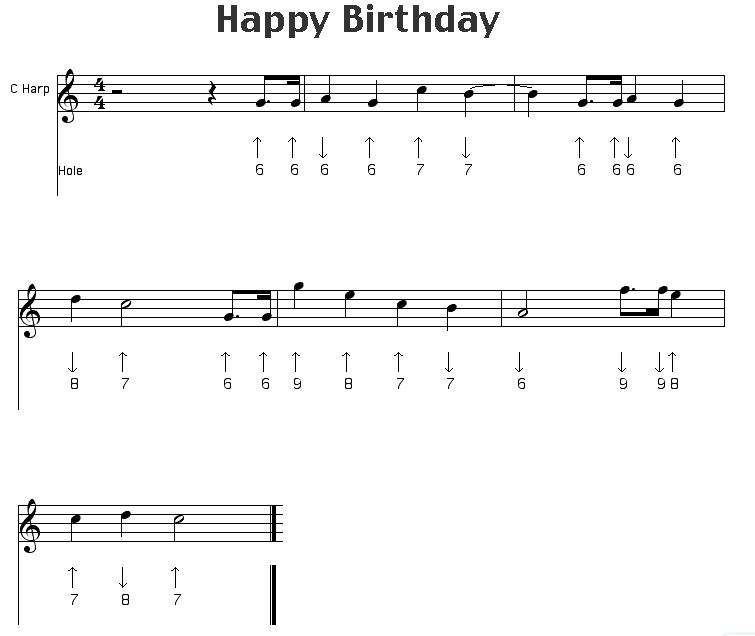 Happy Birthday
C Harp
4
4
↑ ↑ ↓ ↑ ↑ ↓ ↑ ↑ ↓ ↑
Hole 6 6 6 6 7 7 6 6 6 6
↓ ↑ ↑ ↑ ↑ ↑ ↑ ↓ ↓ ↓ ↓ ↑
8 7 6 6 9 8 7 7 6 9 9 8
↑ ↓ ↑
7 8 7